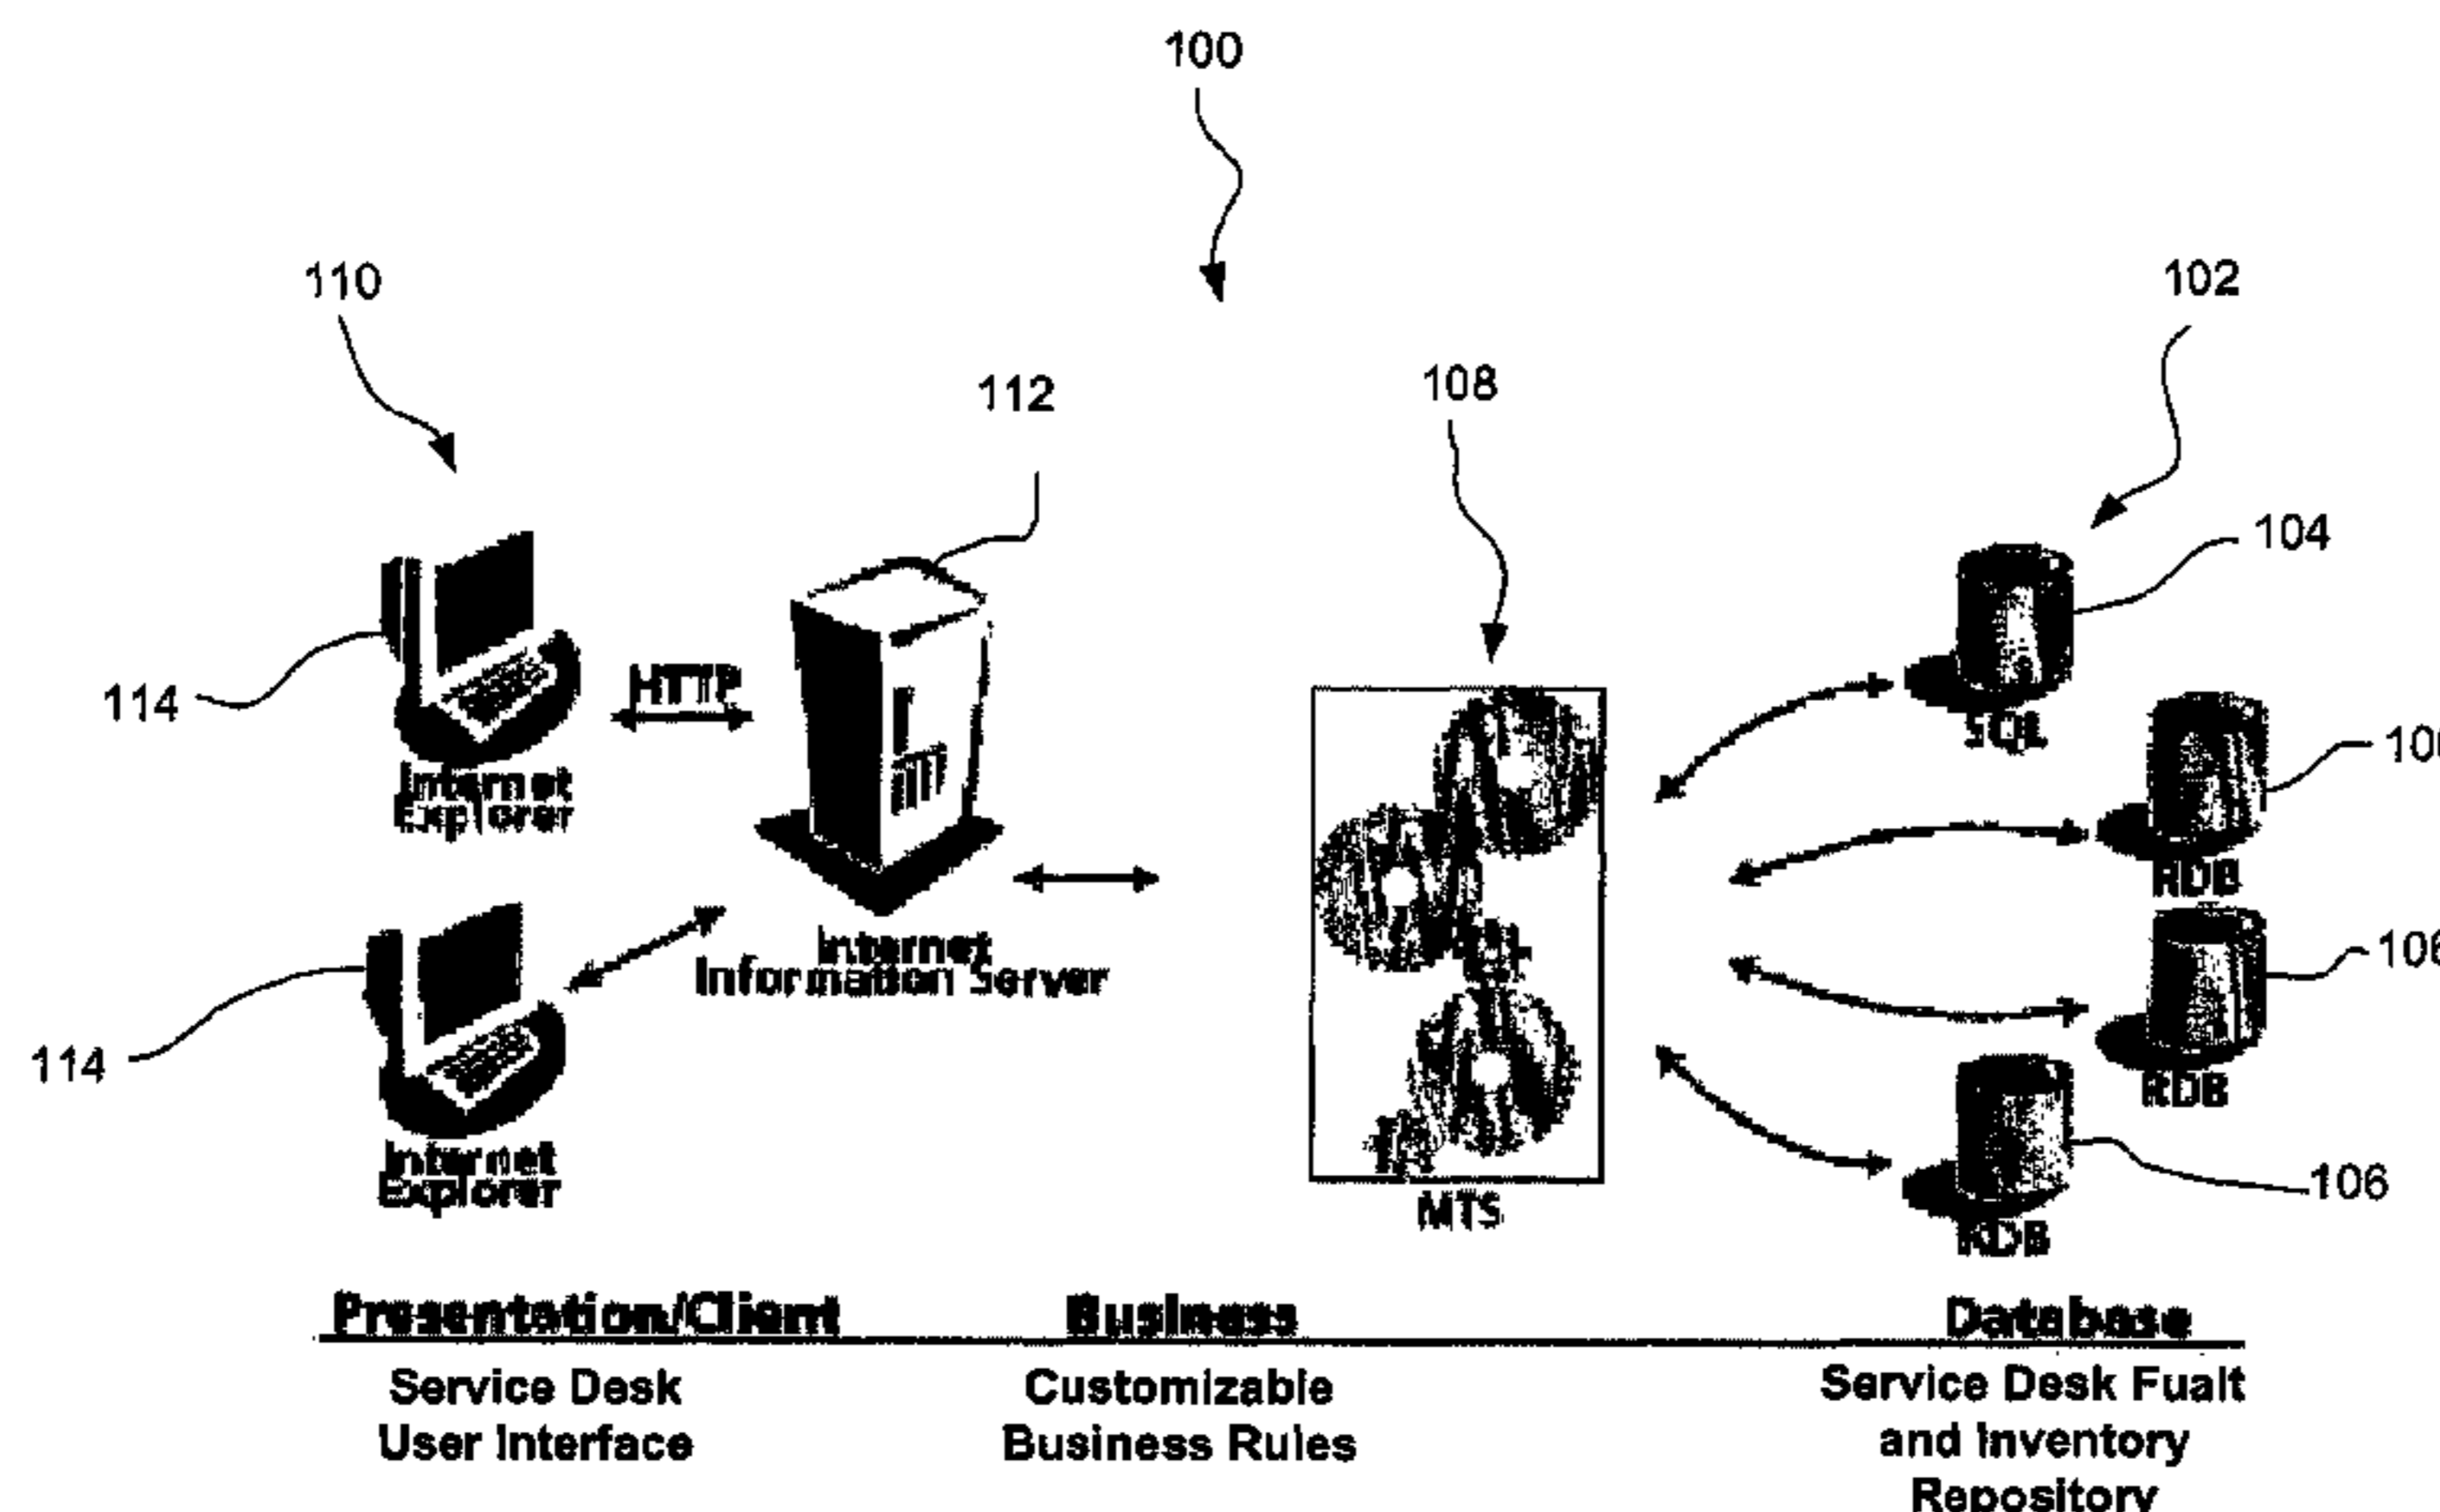 100
110
102
112
108
104
114
HTTP
SQL
Internet
Explorer
RDB
Internet
Information Server
106
114
RDB
Internet
Explorer
106
MTS
RDB
Presentation/Client
Business
Database
Service Desk
User Interface
Customizable
Business Rules
Service Desk Fualt
and Inventory
Repository